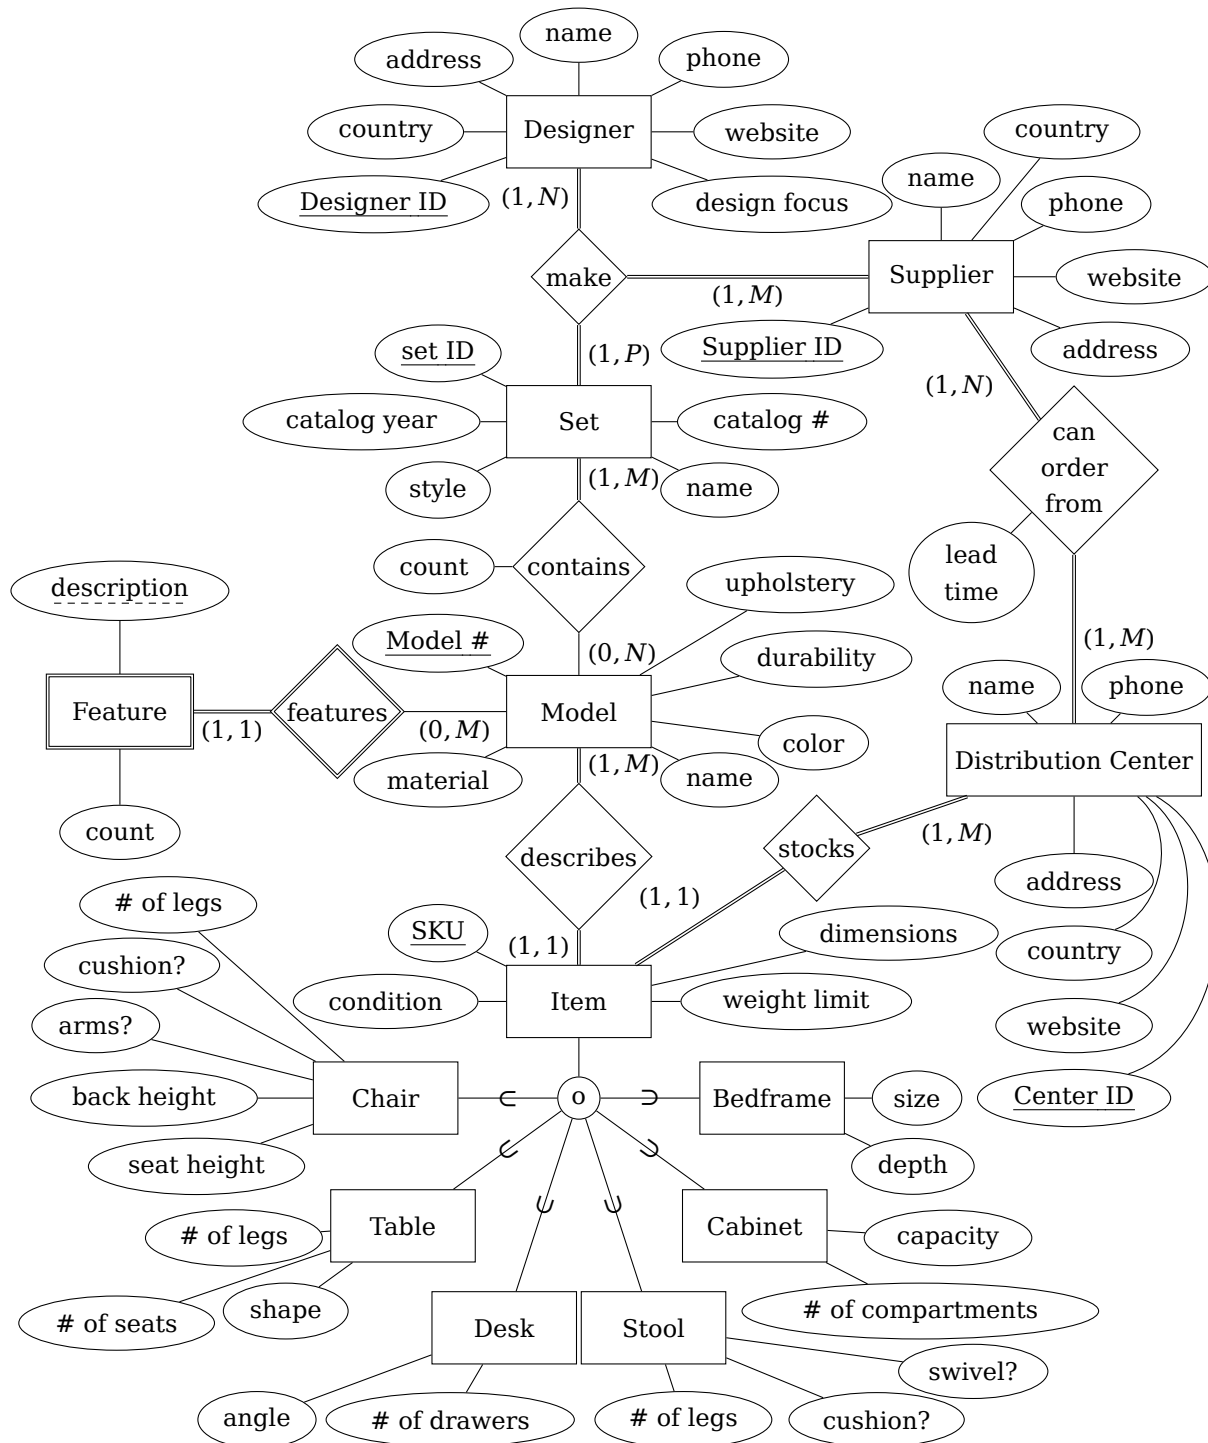 name
address
phone
country
Designer
website
country
Designer ID
(1, N)
design focus
name
phone
make
Supplier
website
(1, M)
set ID
(1, P)
Supplier ID
address
catalog year
Set
catalog #
(1, N)
style
(1, M)
name
can
order
from
count
contains
lead
time
description
upholstery
Model #
(0, N)
durability
(1, M)
name
phone
Feature
(1, 1)
features
(0, M)
Model
color
material
(1, M)
name
Distribution Center
count
describes
stocks
(1, M)
address
# of legs
(1, 1)
SKU
(1, 1)
dimensions
cushion?
country
condition
Item
weight limit
arms?
website
back height
Chair
o
Bedframe
size
Center ID
seat height
depth
# of legs
Table
Cabinet
capacity
# of seats
shape
# of compartments
Desk
Stool
swivel?
angle
# of drawers
# of legs
cushion?